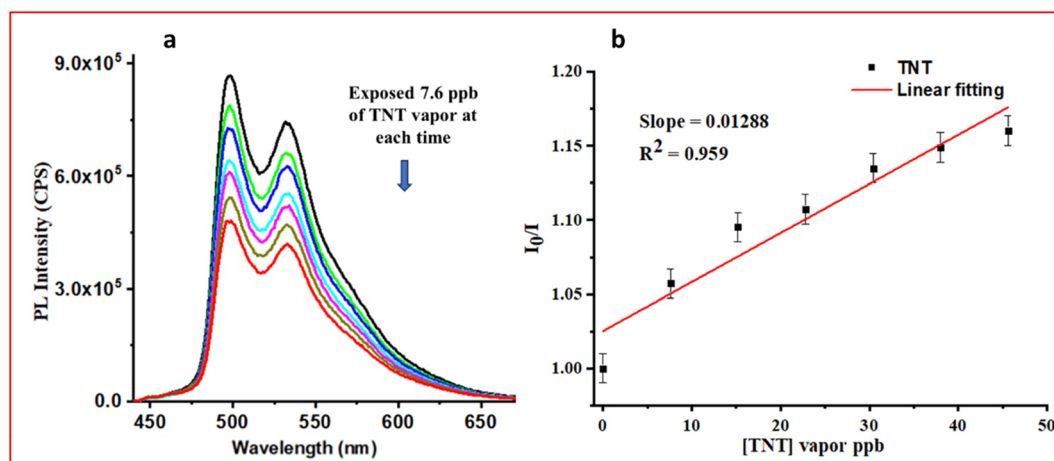 a
9.0x10⁵
6.0x10⁵
3.0x10⁵
0.0
PL Intensity (CPS)
Exposed 7.6 ppb
of TNT vapor at
each time
450 500 550 600 650
Wavelength (nm)
b
1.20
1.15
1.10
1.05
1.00
I₀/I
TNT
Linear fitting
Slope = 0.01288
R² = 0.959
0 10 20 30 40 50
[TNT] vapor ppb